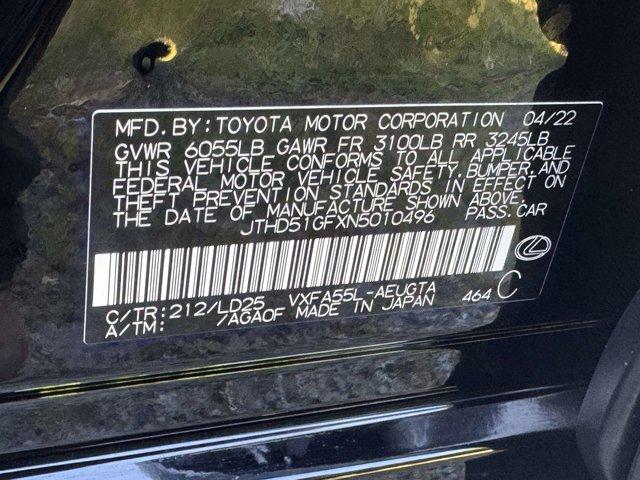 MFD.BY:TOYOTA MOTOR CORPORATION 04/22
GVWR 6055LB GAWR FR 3100LB RR 3245LB
THIS VEHICLE CONFORMS TO ALL APPLICABLE
FEDERAL MOTOR VEHICLE SAFETY,BUMPER,AND
THEFT PREVENTION STANDARDS IN EFFECT ON
THE DATE OF MANUFACTURE SHOWN ABOVE.
JTHD51GFXN5010496 PASS.CAR
C/TR:212/LD25 VXFA55L-AEUGTA
A/TM: /AGA0F MADE IN JAPAN 464 C